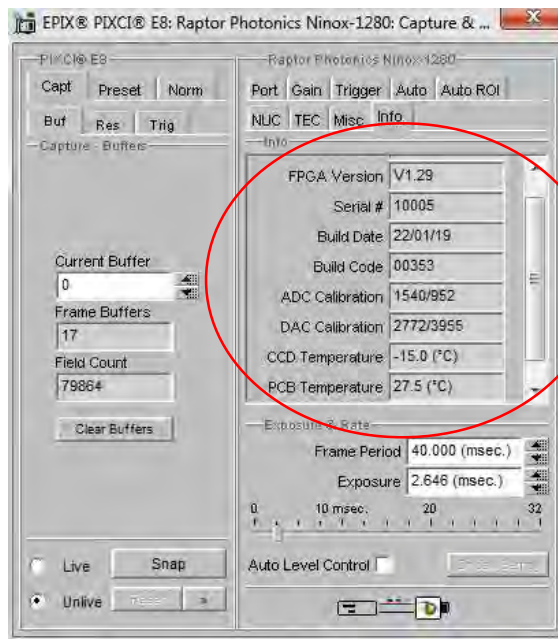 EPIX® PIXCI® E8: Raptor Photonics Ninox-1280: Capture & ...
PIXCI® E8
Capt Preset Norm
Buf Res Trig
Capture - Buffers
Current Buffer
0
Frame Buffers
17
Field Count
79864
Clear Buffers
Live Snap
Unlive »
Raptor Photonics Ninox-1280
Port Gain Trigger Auto Auto ROI
NUC TEC Misc Info
Info
FPGA Version V1.29
Serial # 10005
Build Date 22/01/19
Build Code 00353
ADC Calibration 1540/952
DAC Calibration 2772/3955
CCD Temperature -15.0 (°C)
PCB Temperature 27.5 (°C)
Exposure & Rate
Frame Period 40.000 (msec.)
Exposure 2.646 (msec.)
0 10 msec. 20 32
Auto Level Control